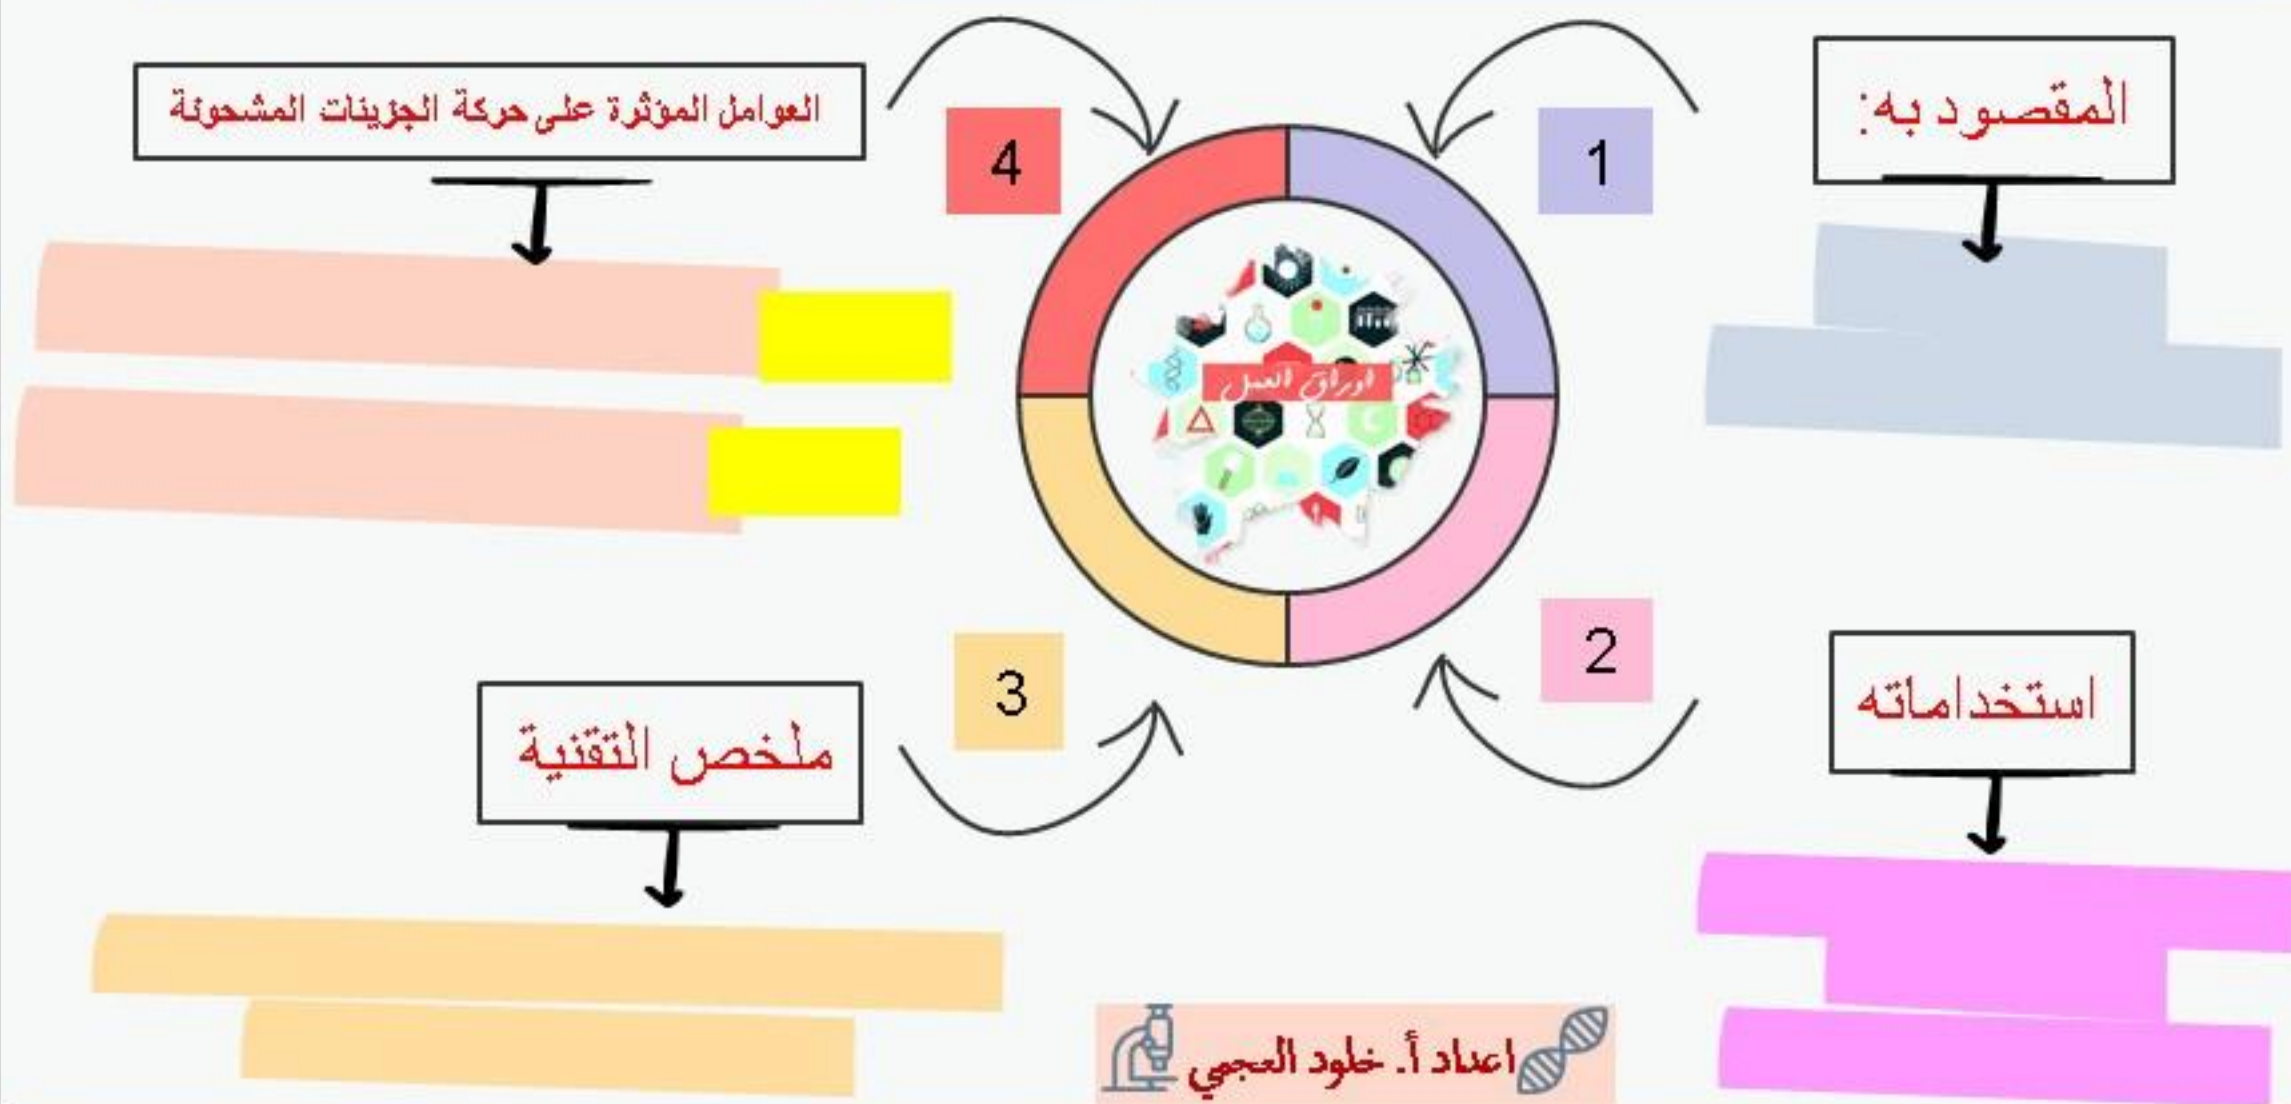 المقصود به:
1
استخداماته
2
ملخص التقنية
3
العوامل المؤثرة على حركة الجزيئات المشحونة
4
اوراق العمل
اعداد أ. خلود العجمي